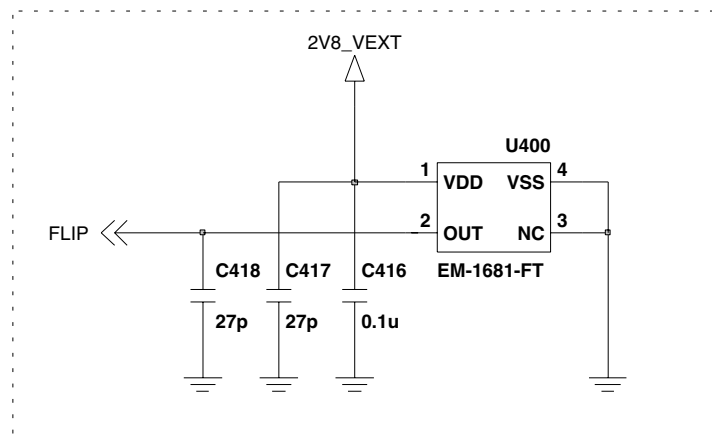 2V8_VEXT
U400
1 VDD VSS 4
FLIP
2 OUT NC 3
C418 C417 C416 EM-1681-FT
27p 27p 0.1u